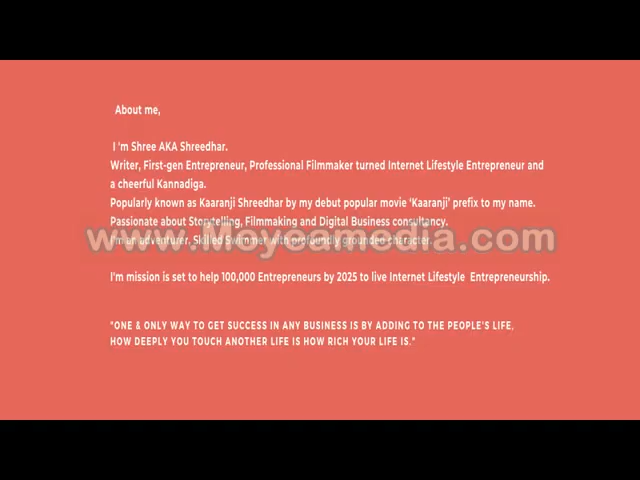 About me,
I 'm Shree AKA Shreedhar.
Writer, First-gen Entrepreneur, Professional Filmmaker turned Internet Lifestyle Entrepreneur and
a cheerful Kannadiga.
Popularly known as Kaaranji Shreedhar by my debut popular movie ‘Kaaranji’ prefix to my name.
Passionate about Storytelling, Filmmaking and Digital Business consultancy.
www.Moyeamedia.com
I'm an adventurer. Skilled Swimmer with profoundly grounded character.
I'm mission is set to help 100,000 Entrepreneurs by 2025 to live Internet Lifestyle Entrepreneurship.
"ONE & ONLY WAY TO GET SUCCESS IN ANY BUSINESS IS BY ADDING TO THE PEOPLE'S LIFE,
HOW DEEPLY YOU TOUCH ANOTHER LIFE IS HOW RICH YOUR LIFE IS."